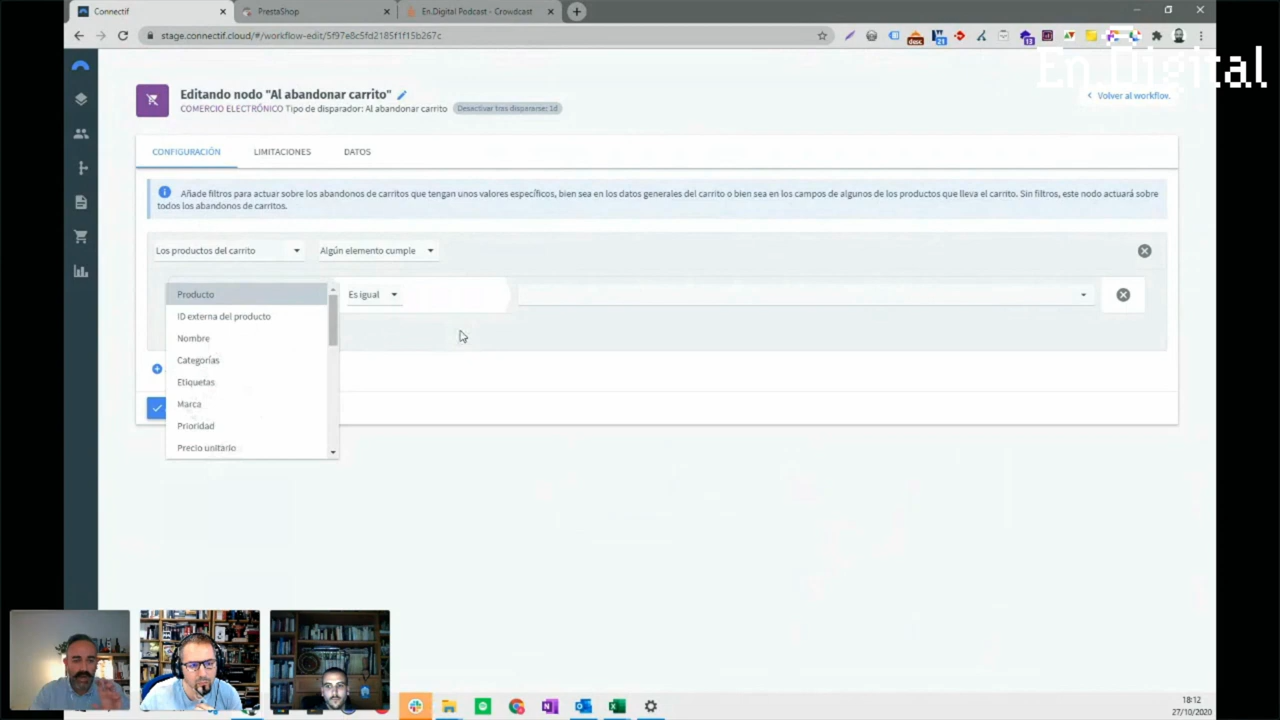 Connectif
PrestaShop
En.Digital Podcast - Crowdcast
stage.connectif.cloud/#/workflow-edit/5f97e8c5fd2185f1f15b267c
En.Digital
Editando nodo "Al abandonar carrito"
COMERCIO ELECTRÓNICO Tipo de disparador: Al abandonar carrito
Desactivar tras dispararse: 1d
Volver al workflow.
CONFIGURACIÓN
LIMITACIONES
DATOS
Añade filtros para actuar sobre los abandonos de carritos que tengan unos valores específicos, bien sea en los datos generales del carrito o bien sea en los campos de algunos de los productos que lleva el carrito. Sin filtros, este nodo actuará sobre
todos los abandonos de carritos.
Los productos del carrito
Algún elemento cumple
Producto
Es igual
ID externa del producto
Nombre
Categorías
Etiquetas
Marca
Prioridad
Precio unitario
18:12
27/10/2020